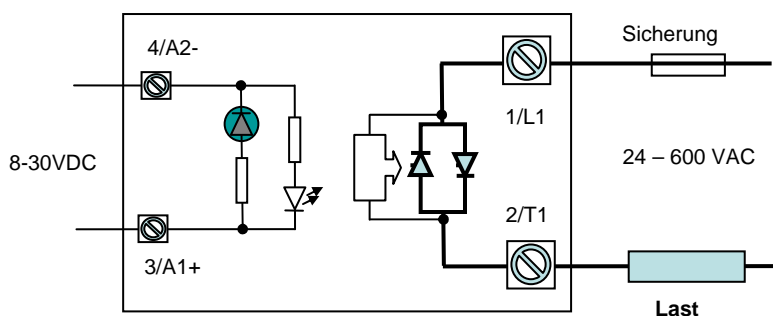 4/A2-
8-30VDC
3/A1+
1/L1
2/T1
Sicherung
24 – 600 VAC
Last